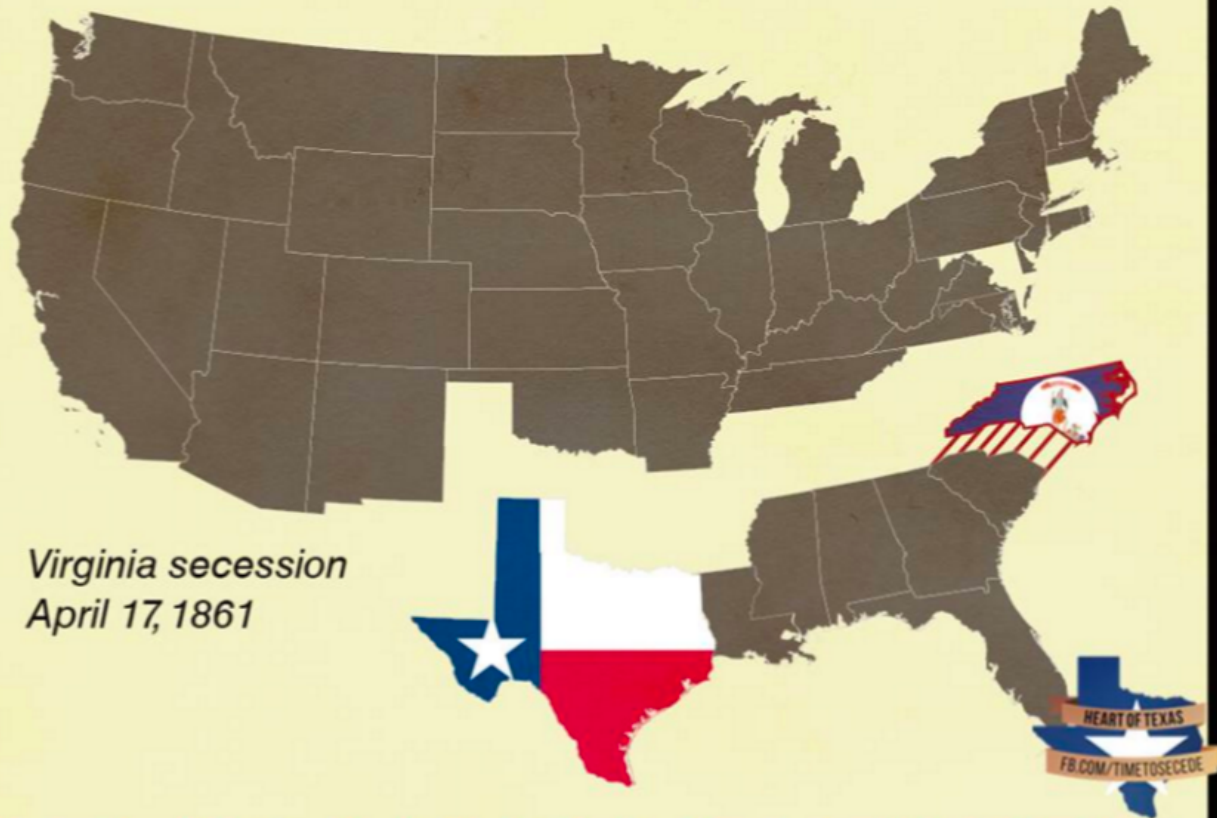 Virginia secession
April 17, 1861
HEART OF TEXAS
FB.COM/TIMETOSECEDE